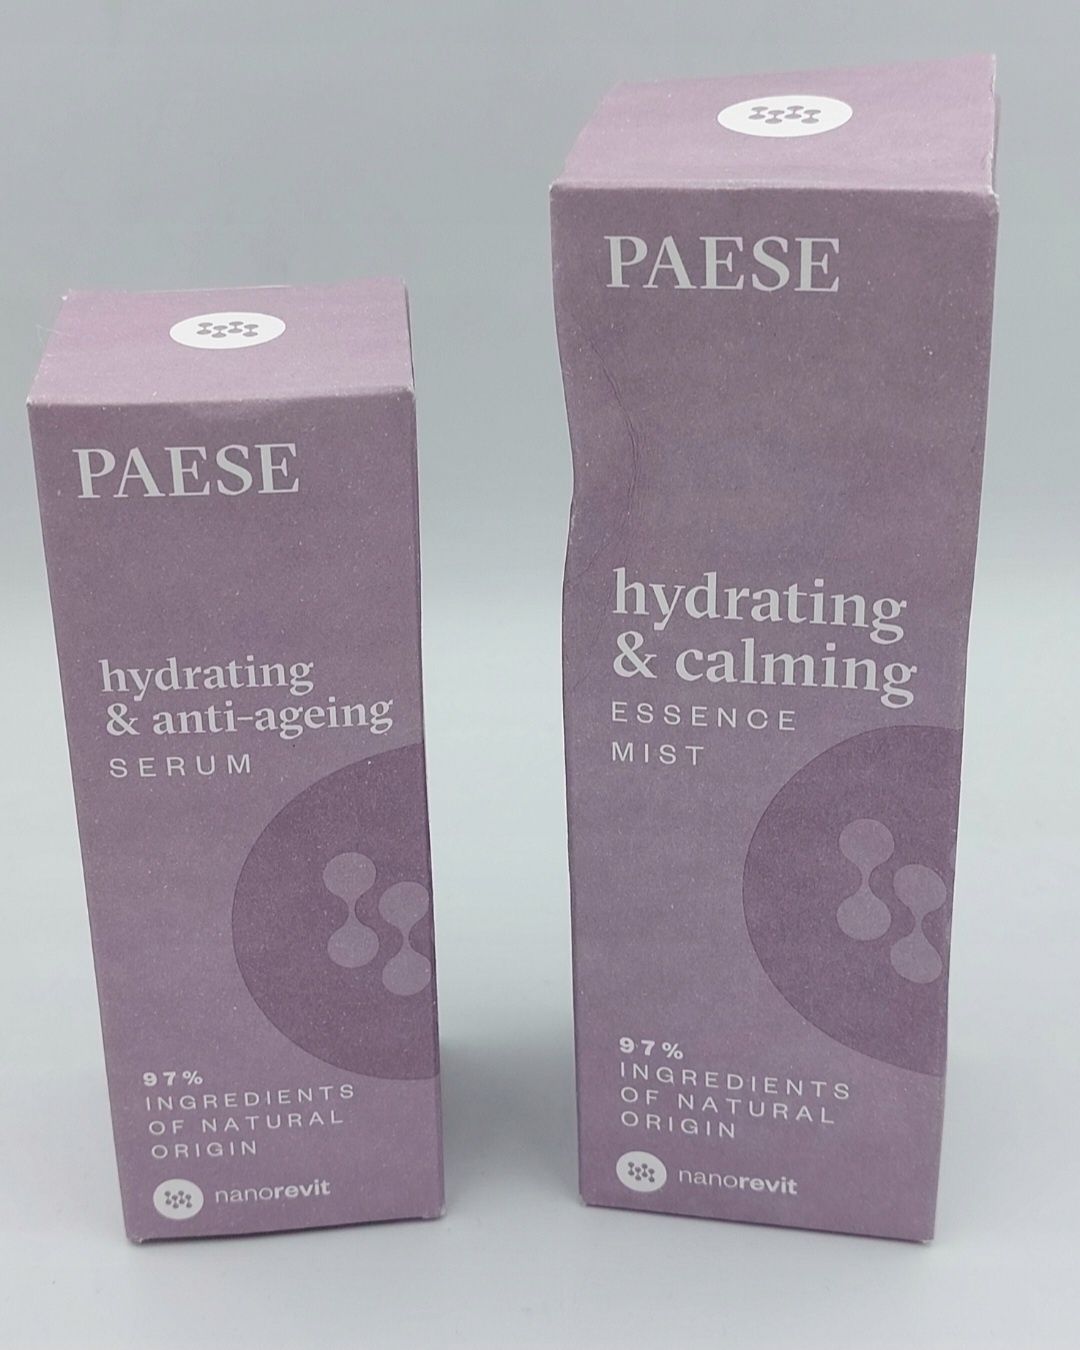 PAESE
hydrating
& anti-ageing
SERUM
97%
INGREDIENTS
OF NATURAL
ORIGIN
nanorevit
PAESE
hydrating
& calming
ESSENCE
MIST
97%
INGREDIENTS
OF NATURAL
ORIGIN
nanorevit